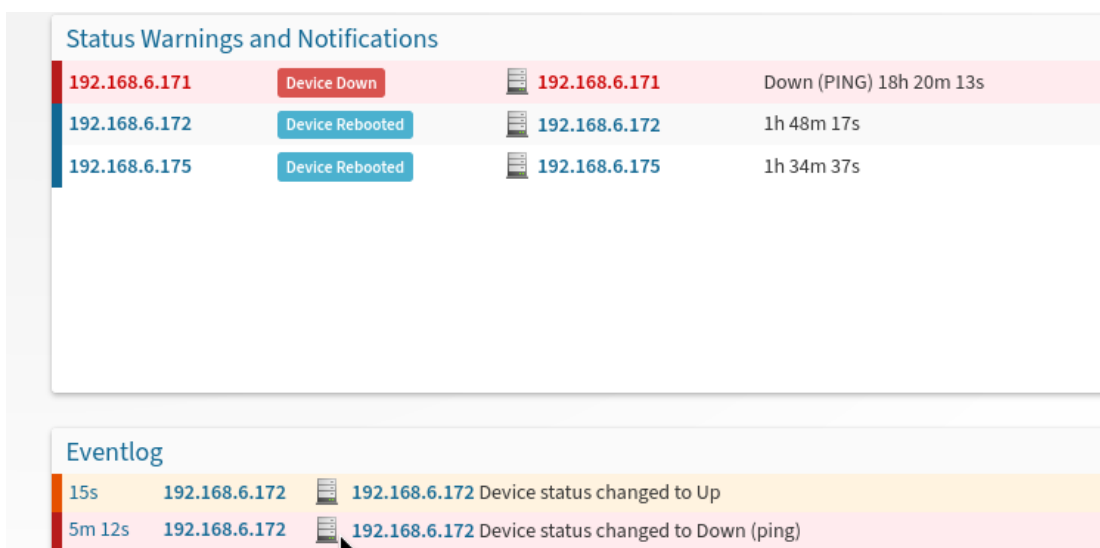 Status Warnings and Notifications
192.168.6.171 Device Down 192.168.6.171 Down (PING) 18h 20m 13s
192.168.6.172 Device Rebooted 192.168.6.172 1h 48m 17s
192.168.6.175 Device Rebooted 192.168.6.175 1h 34m 37s
Eventlog
15s 192.168.6.172 192.168.6.172 Device status changed to Up
5m 12s 192.168.6.172 192.168.6.172 Device status changed to Down (ping)